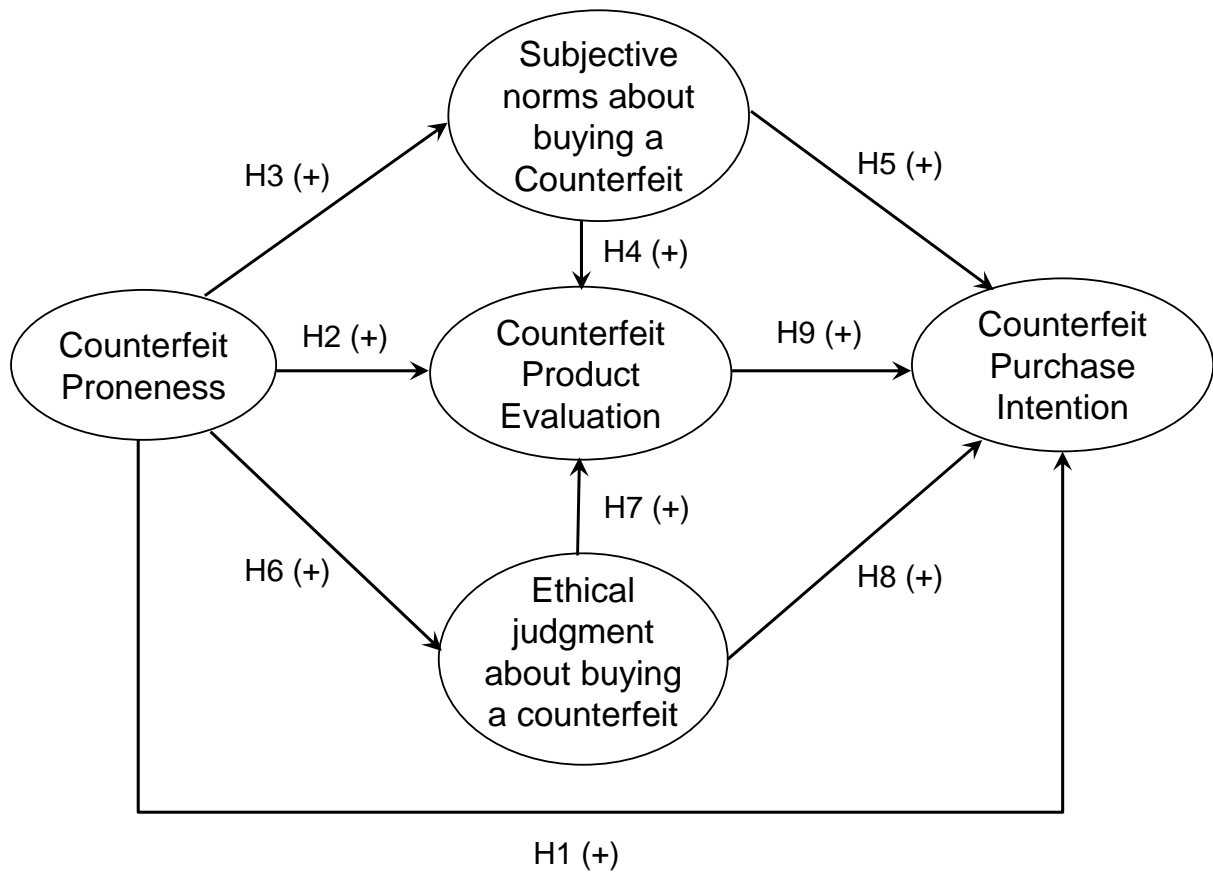 Subjective
norms about
buying a
Counterfeit
H3 (+)
H5 (+)
H4 (+)
Counterfeit
Proneness
H2 (+)
Counterfeit
Product
Evaluation
H9 (+)
Counterfeit
Purchase
Intention
H7 (+)
H6 (+)
H8 (+)
Ethical
judgment
about buying
a counterfeit
H1 (+)